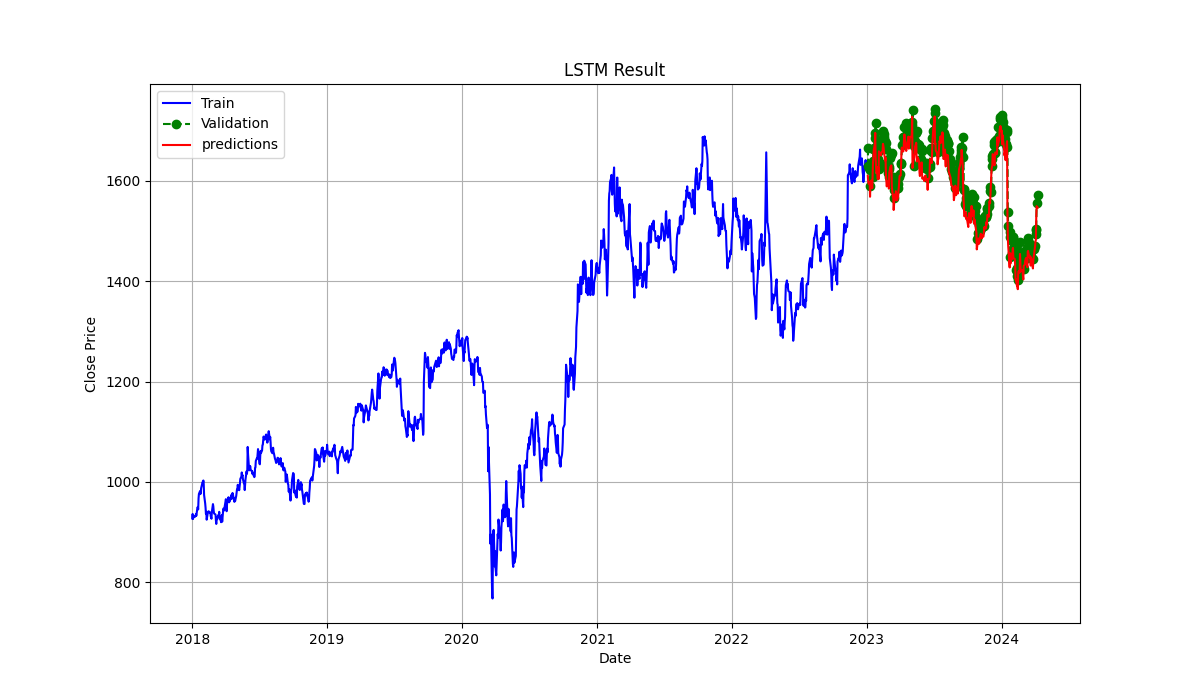 LSTM Result
Train
Validation
predictions
Close Price
1600
1400
1200
1000
800
2018 2019 2020 2021 2022 2023 2024
Date